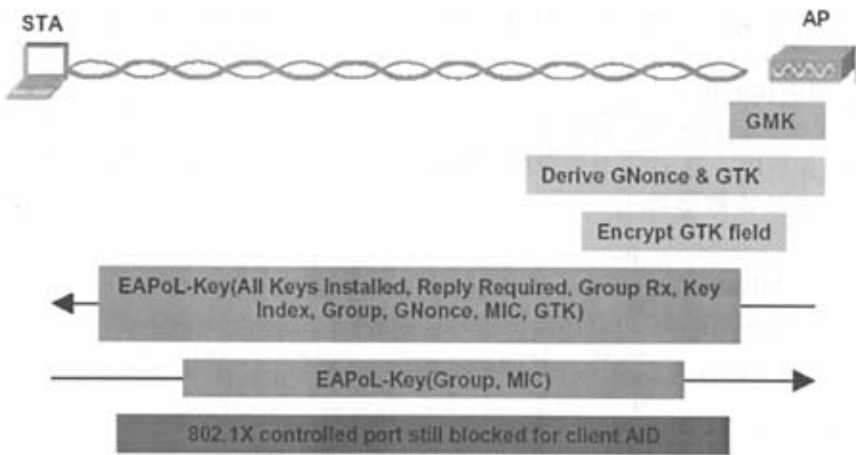 STA
AP
GMK
Derive GNonce & GTK
Encrypt GTK field
EAPoL-Key(All Keys Installed, Reply Required, Group Rx, Key
Index, Group, GNonce, MIC, GTK)
EAPoL-Key(Group, MIC)
802.1X controlled port still blocked for client AID